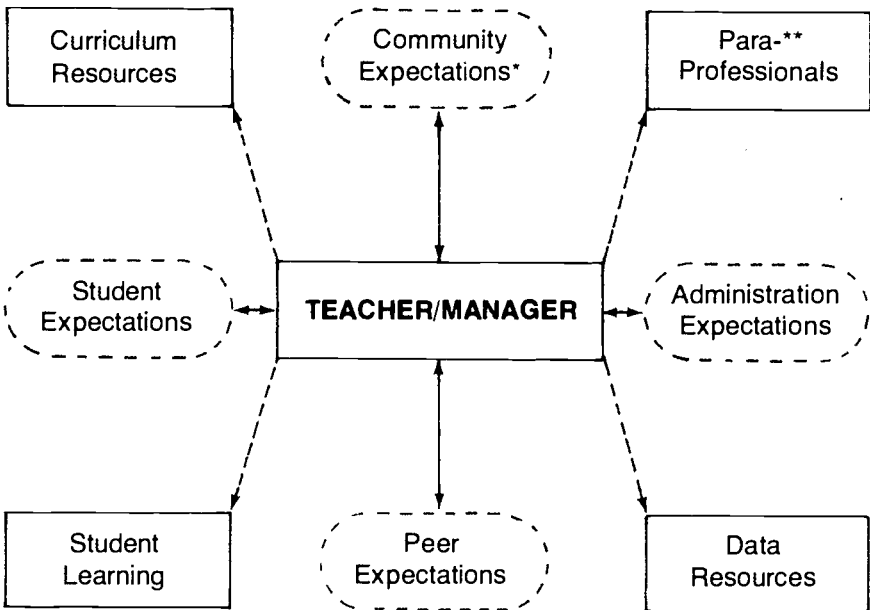 Curriculum
Resources
Community
Expectations*
Para-**
Professionals
Student
Expectations
TEACHER/MANAGER
Administration
Expectations
Student
Learning
Peer
Expectations
Data
Resources